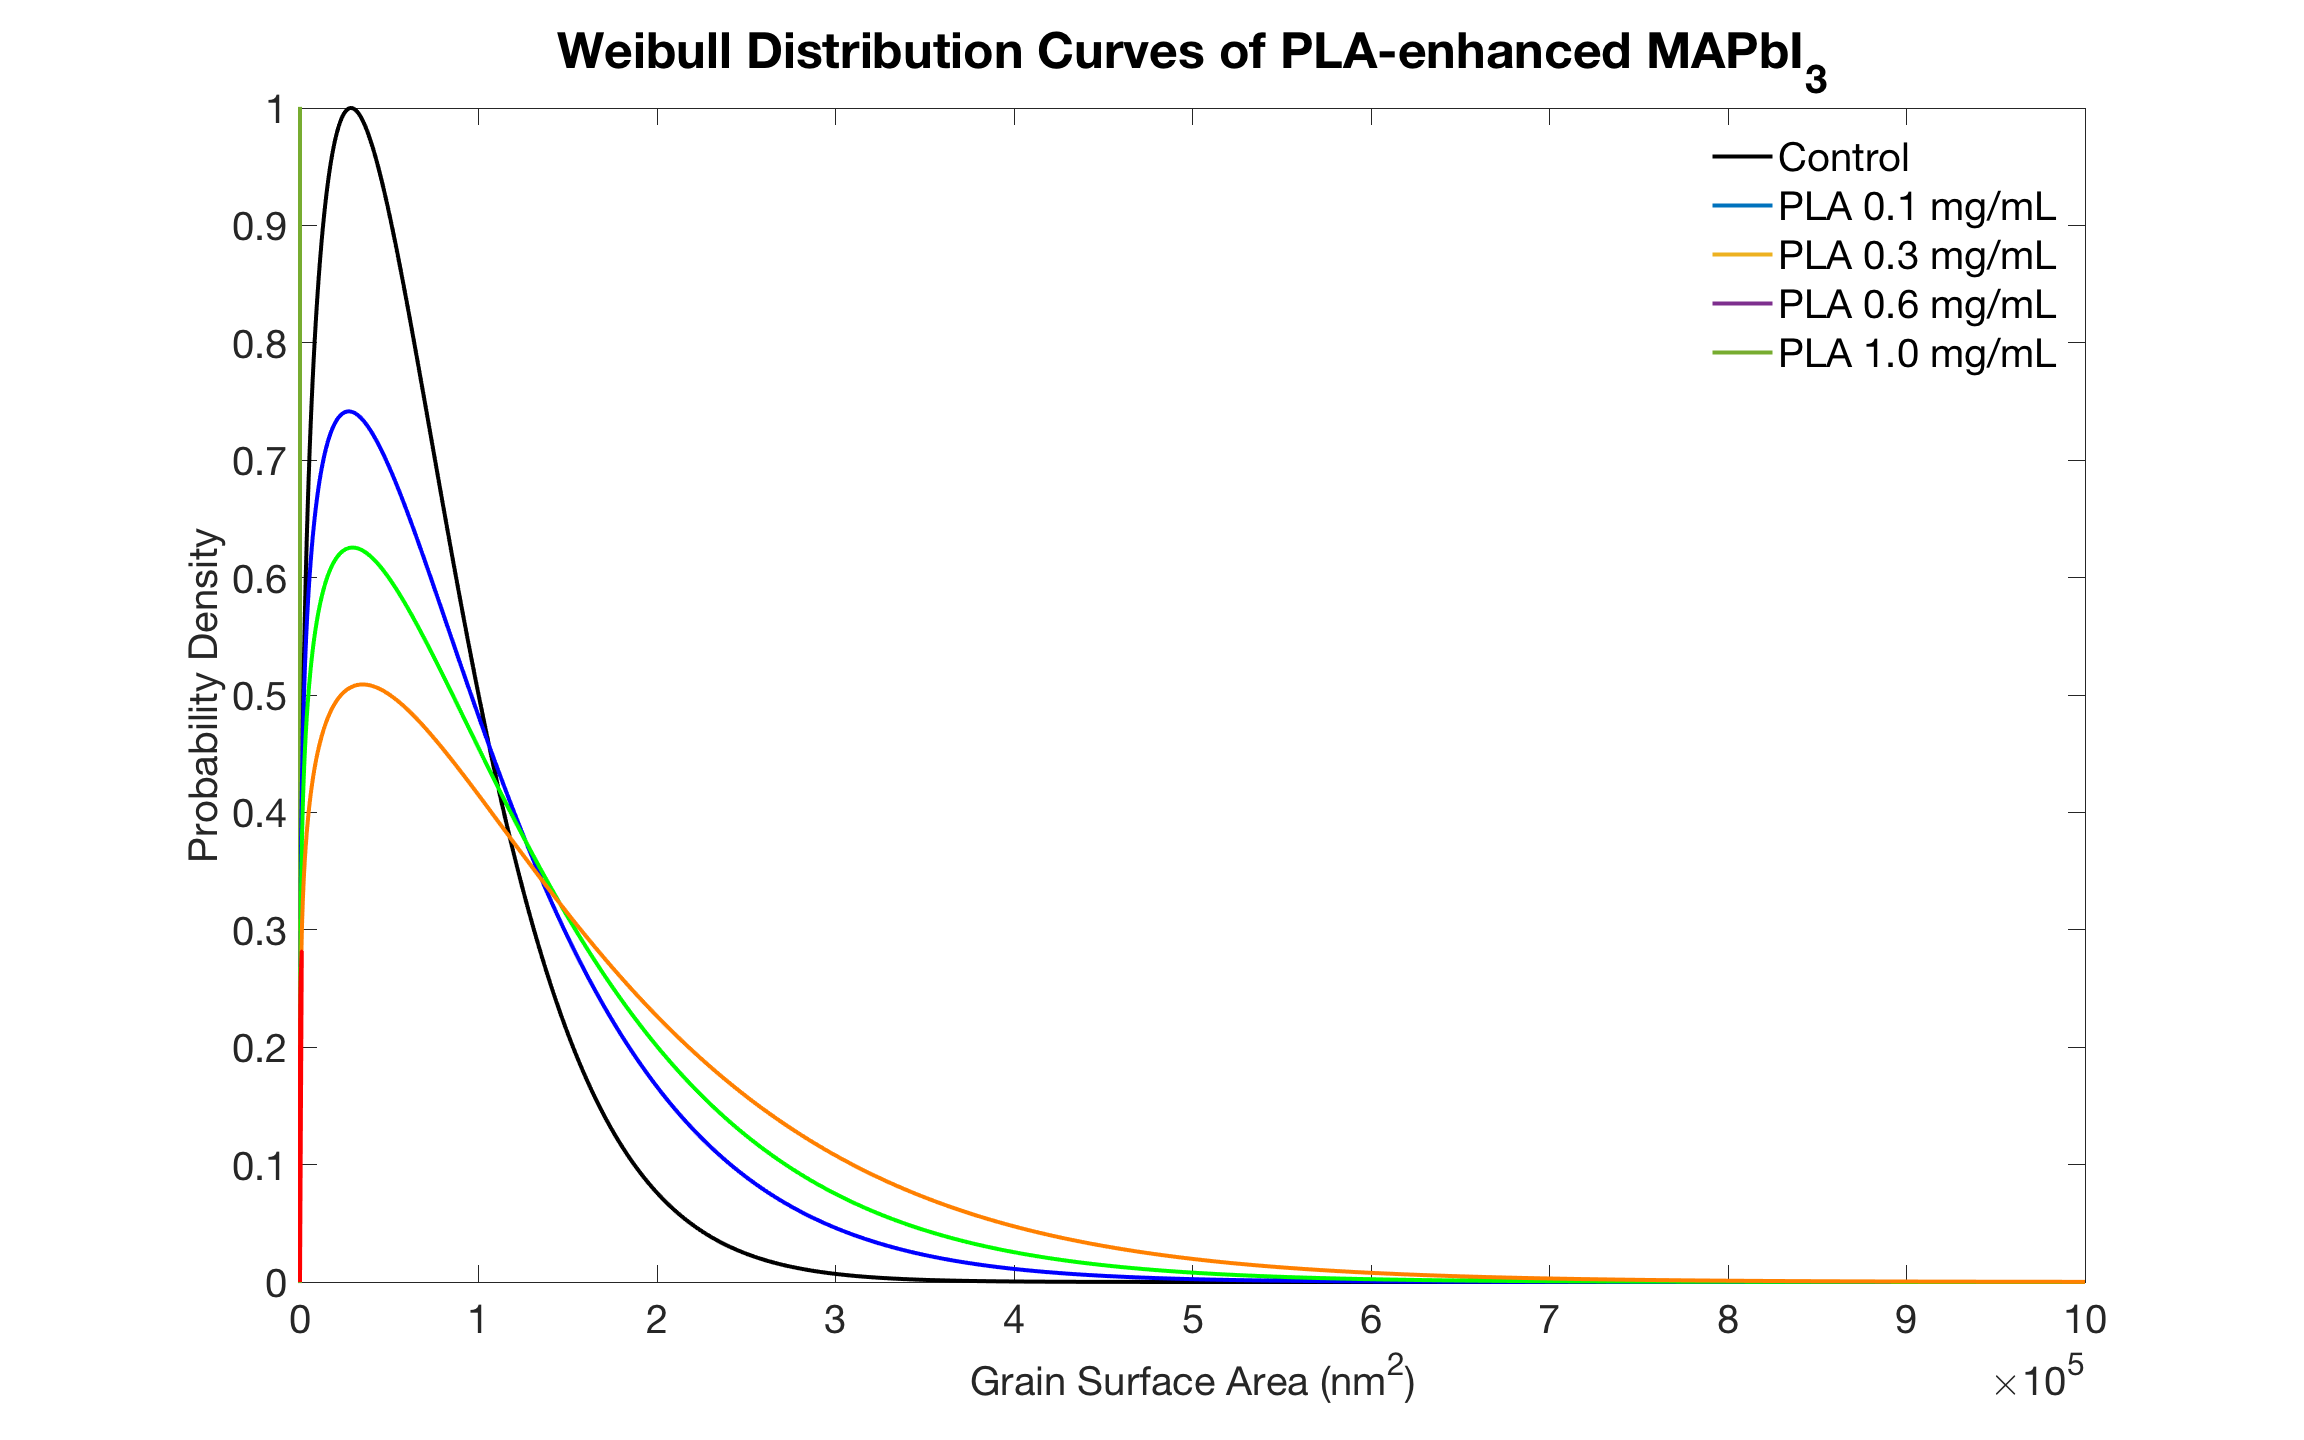 Weibull Distribution Curves of PLA-enhanced MAPbI3
Control
PLA 0.1 mg/mL
PLA 0.3 mg/mL
PLA 0.6 mg/mL
PLA 1.0 mg/mL
Probability Density
1
0.9
0.8
0.7
0.6
0.5
0.4
0.3
0.2
0.1
0
0 1 2 3 4 5 6 7 8 9 10
Grain Surface Area (nm2)
×105